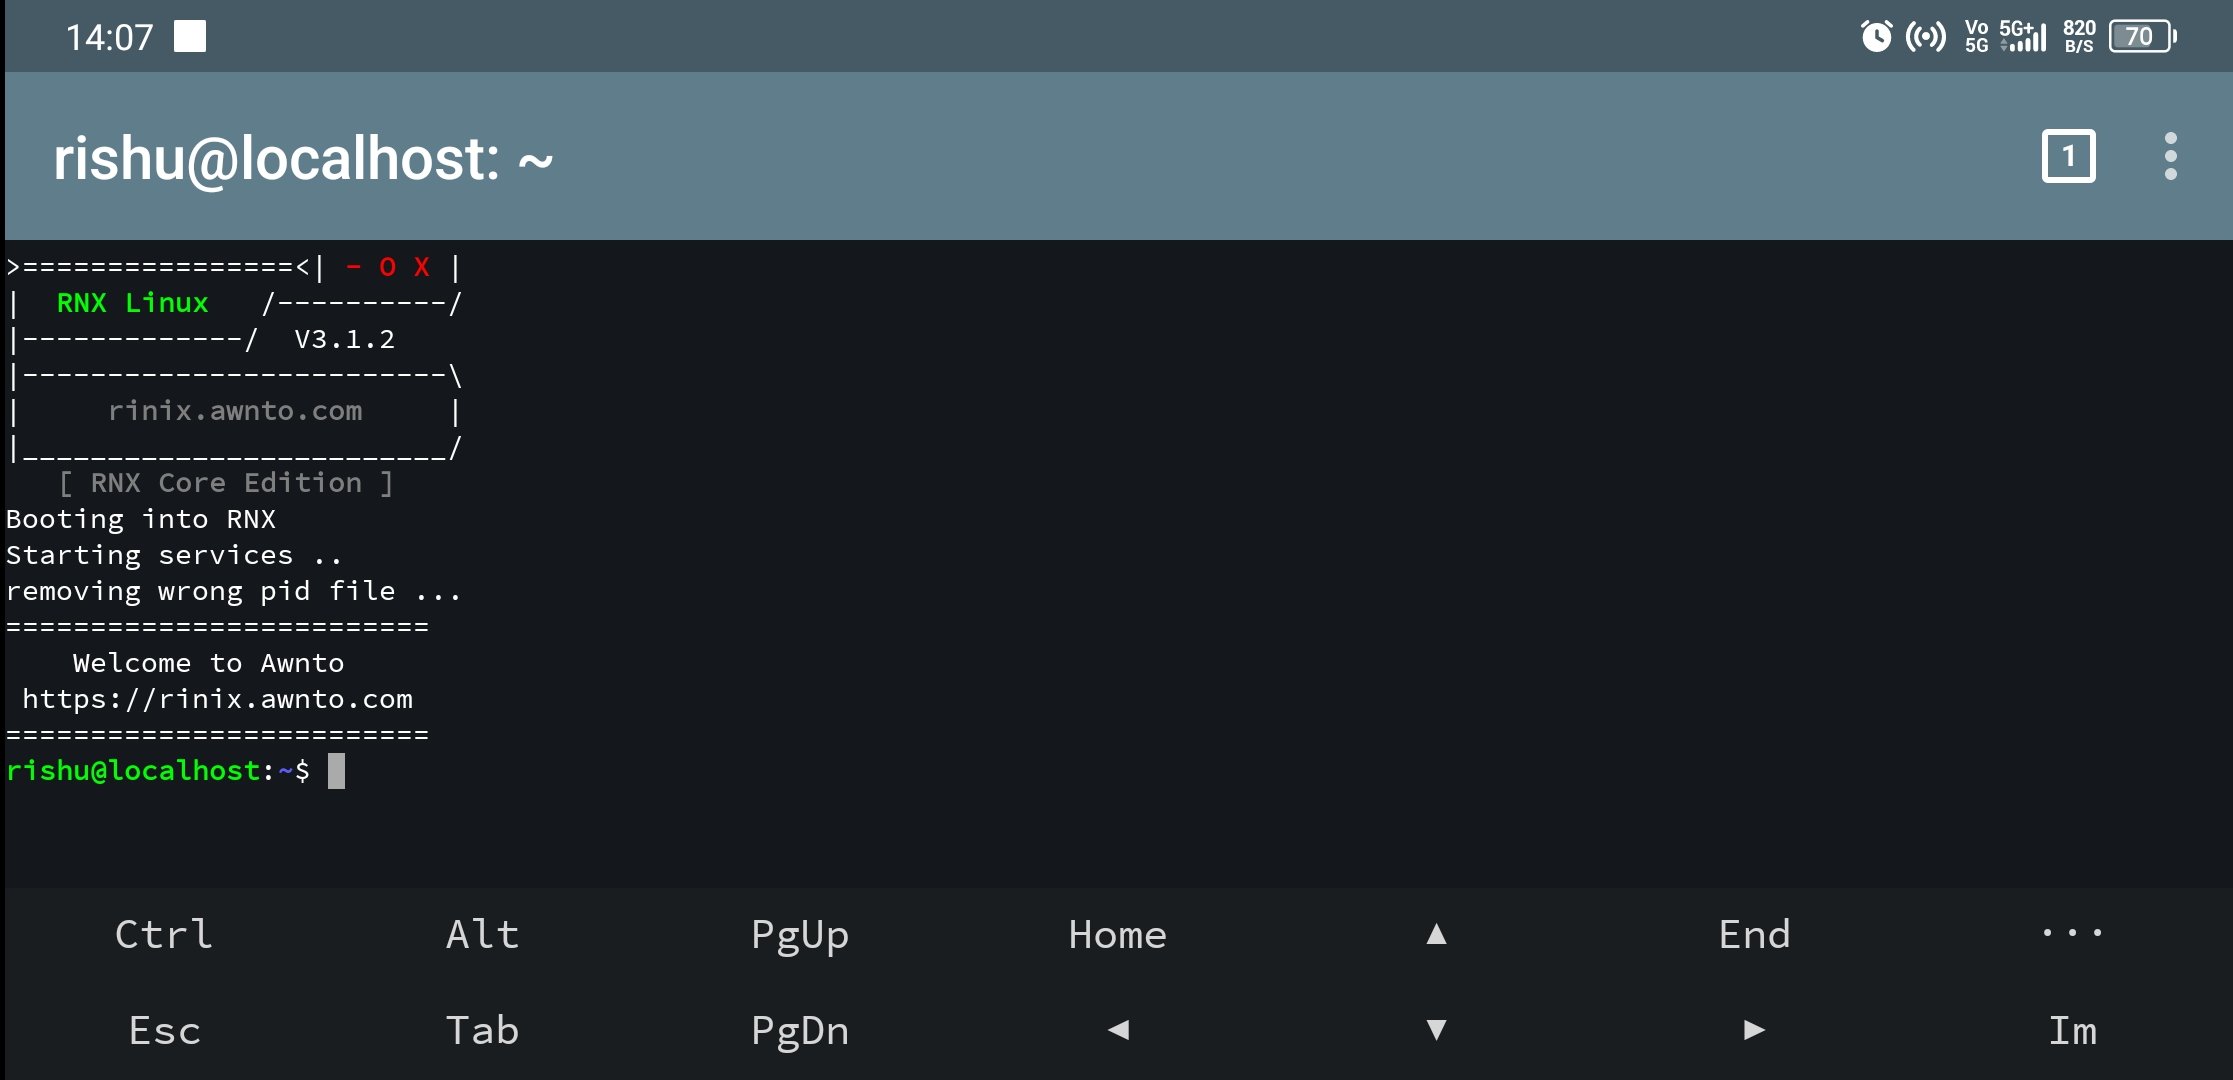 14:07
Vo 5G 5G+ 820 B/S 70
rishu@localhost: ~
1
>================<| - O X |
|  RNX Linux   /----------/
|-------------/  V3.1.2
|-------------------------\
|     rinix.awnto.com     |
|_________________________/
   [ RNX Core Edition ]
Booting into RNX
Starting services ..
removing wrong pid file ...
=========================
    Welcome to Awnto
 https://rinix.awnto.com
=========================
rishu@localhost:~$
Ctrl Alt PgUp Home ▲ End ···
Esc Tab PgDn ◀ ▼ ▶ Im